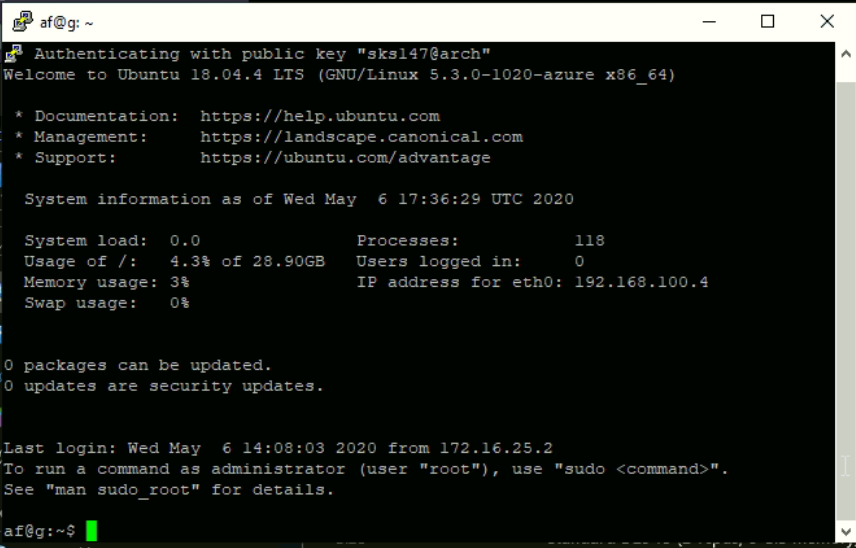 af@g: ~
Authenticating with public key "sks147@arch"
Welcome to Ubuntu 18.04.4 LTS (GNU/Linux 5.3.0-1020-azure x86_64)
* Documentation:  https://help.ubuntu.com
* Management:     https://landscape.canonical.com
* Support:        https://ubuntu.com/advantage
System information as of Wed May  6 17:36:29 UTC 2020
System load:  0.0               Processes:           118
Usage of /:   4.3% of 28.90GB   Users logged in:     0
Memory usage: 3%                IP address for eth0: 192.168.100.4
Swap usage:   0%
0 packages can be updated.
0 updates are security updates.
Last login: Wed May  6 14:08:03 2020 from 172.16.25.2
To run a command as administrator (user "root"), use "sudo <command>".
See "man sudo_root" for details.
af@g:~$